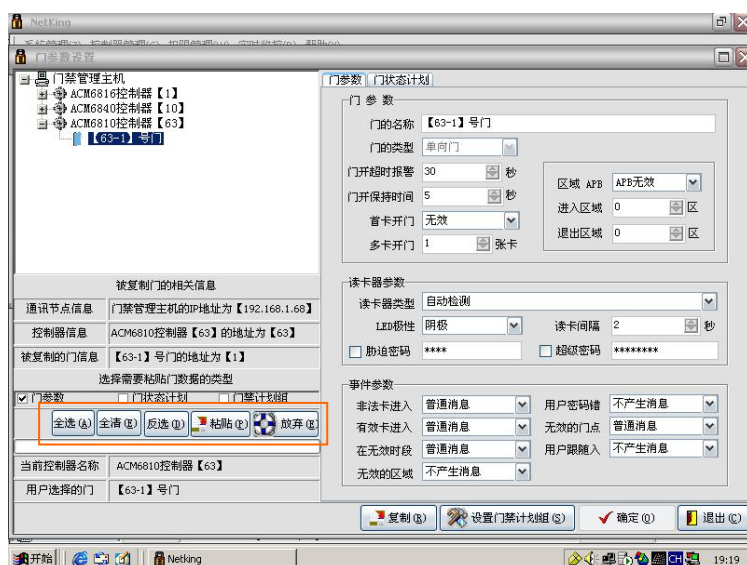 NetKing
门参数设置
门禁管理主机
ACM6816控制器【1】
ACM6840控制器【10】
ACM6810控制器【63】
【63-1】号门
被复制门的相关信息
通讯节点信息 门禁管理主机的IP地址为【192.168.1.68】
控制器信息 ACM6810控制器【63】的地址为【63】
被复制的门信息 【63-1】号门的地址为【1】
选择需要粘贴门数据的类型
门参数 门状态计划 门禁计划组
全选(A) 全清(E) 反选(D) 粘贴(P) 放弃(E)
当前控制器名称 ACM6810控制器【63】
用户选择的门 【63-1】号门
门参数 门状态计划
门 参 数
门的名称 【63-1】号门
门的类型 单向门
门开超时报警 30 秒
门开保持时间 5 秒
首卡开门 无效
多卡开门 1 张卡
区域 APB APB无效
进入区域 0 区
退出区域 0 区
读卡器参数
读卡器类型 自动检测
LED极性 阴极 读卡间隔 2 秒
胁迫密码 **** 超级密码 ********
事件参数
非法卡进入 普通消息 用户密码错 不产生消息
有效卡进入 普通消息 无效的门点 普通消息
在无效时段 普通消息 用户跟随入 不产生消息
无效的区域 不产生消息
复制(B) 设置门禁计划组(S) 确定(O) 退出(C)
开始 Netking CH 19:19